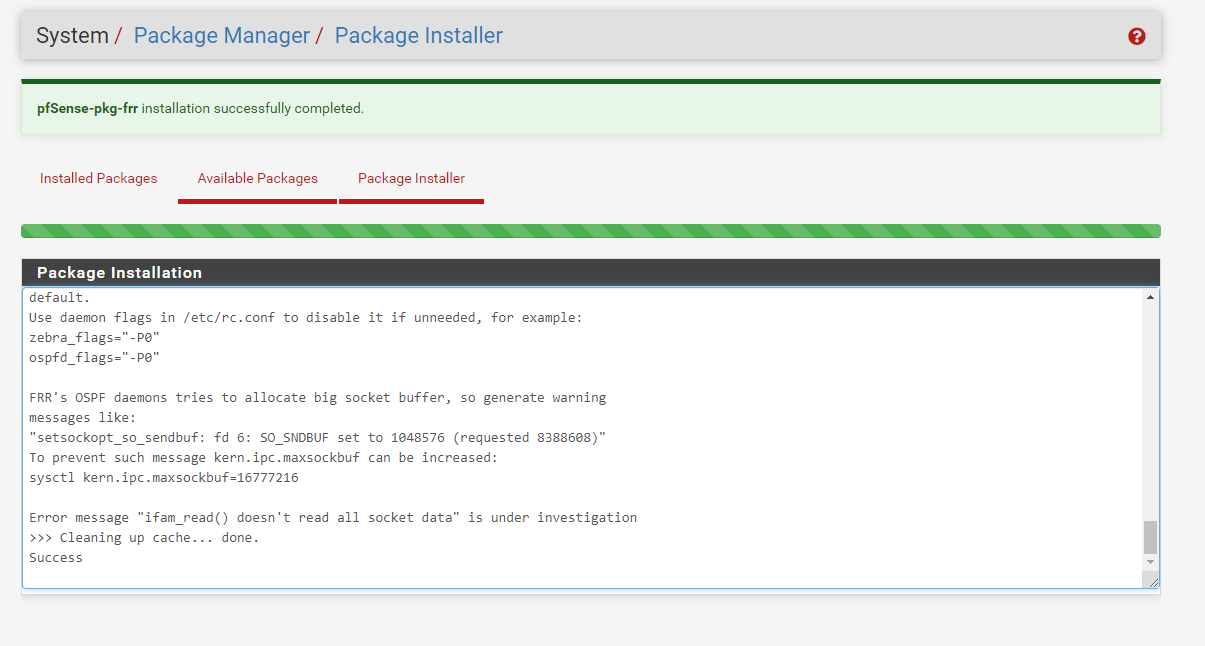 System / Package Manager / Package Installer
pfSense-pkg-frr installation successfully completed.
Installed Packages Available Packages Package Installer
Package Installation
default.
Use daemon flags in /etc/rc.conf to disable it if unneeded, for example:
zebra_flags="-P0"
ospfd_flags="-P0"
FRR's OSPF daemons tries to allocate big socket buffer, so generate warning
messages like:
"setsockopt_so_sendbuf: fd 6: SO_SNDBUF set to 1048576 (requested 8388608)"
To prevent such message kern.ipc.maxsockbuf can be increased:
sysctl kern.ipc.maxsockbuf=16777216
Error message "ifam_read() doesn't read all socket data" is under investigation
>>> Cleaning up cache... done.
Success